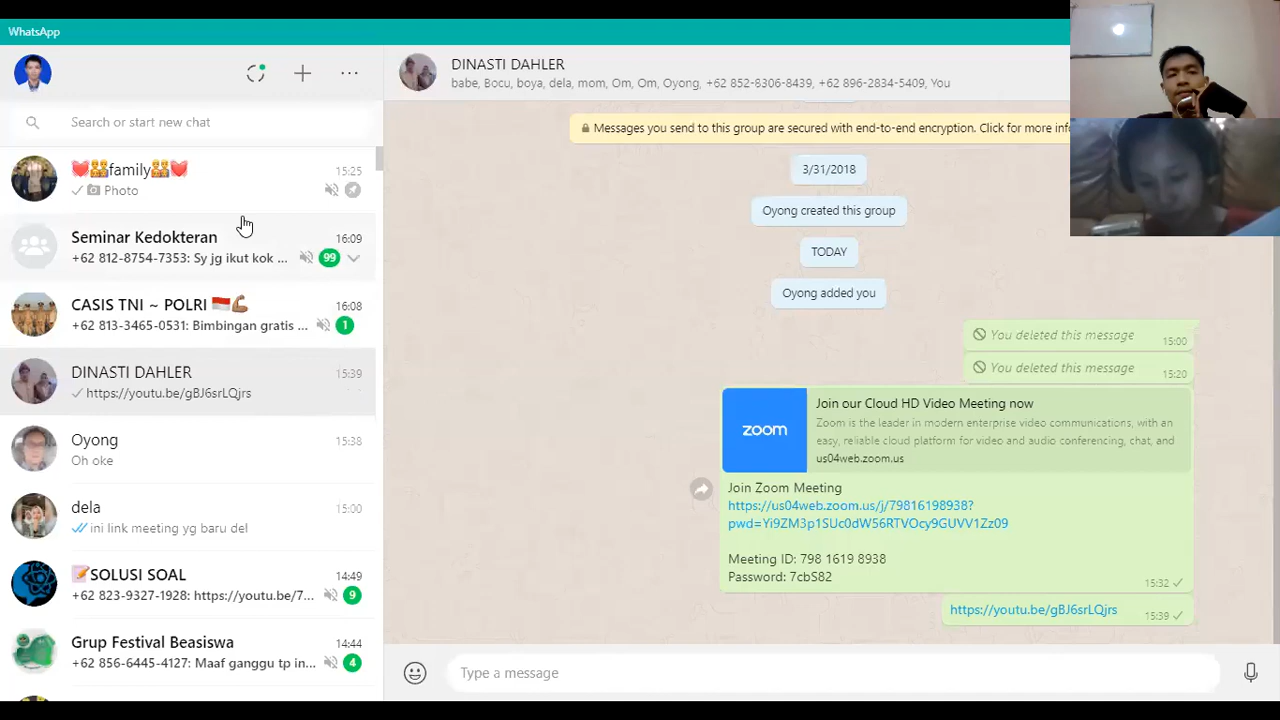 WhatsApp
Search or start new chat
family
15:25
Photo
Seminar Kedokteran
16:09
+62 812-8754-7353: Sy jg ikut kok ...
99
CASIS TNI ~ POLRI
16:08
+62 813-3465-0531: Bimbingan gratis ...
1
DINASTI DAHLER
15:39
https://youtu.be/gBJ6srLQjrs
Oyong
15:38
Oh oke
dela
15:00
ini link meeting yg baru del
SOLUSI SOAL
14:49
+62 823-9327-1928: https://youtu.be/7...
9
Grup Festival Beasiswa
14:44
+62 856-6445-4127: Maaf ganggu tp in...
4
DINASTI DAHLER
babe, Bocu, boya, dela, mom, Om, Om, Oyong, +62 852-8306-8439, +62 896-2834-5409, You
Messages you send to this group are secured with end-to-end encryption. Click for more info
3/31/2018
Oyong created this group
TODAY
Oyong added you
You deleted this message
15:00
You deleted this message
15:20
zoom
Join our Cloud HD Video Meeting now
Zoom is the leader in modern enterprise video communications, with an
easy, reliable cloud platform for video and audio conferencing, chat, and
us04web.zoom.us
Join Zoom Meeting
https://us04web.zoom.us/j/79816198938?
pwd=Yi9ZM3p1SUc0dW56RTVOcy9GUVV1Zz09
Meeting ID: 798 1619 8938
Password: 7cbS82
15:32
https://youtu.be/gBJ6srLQjrs
15:39
Type a message